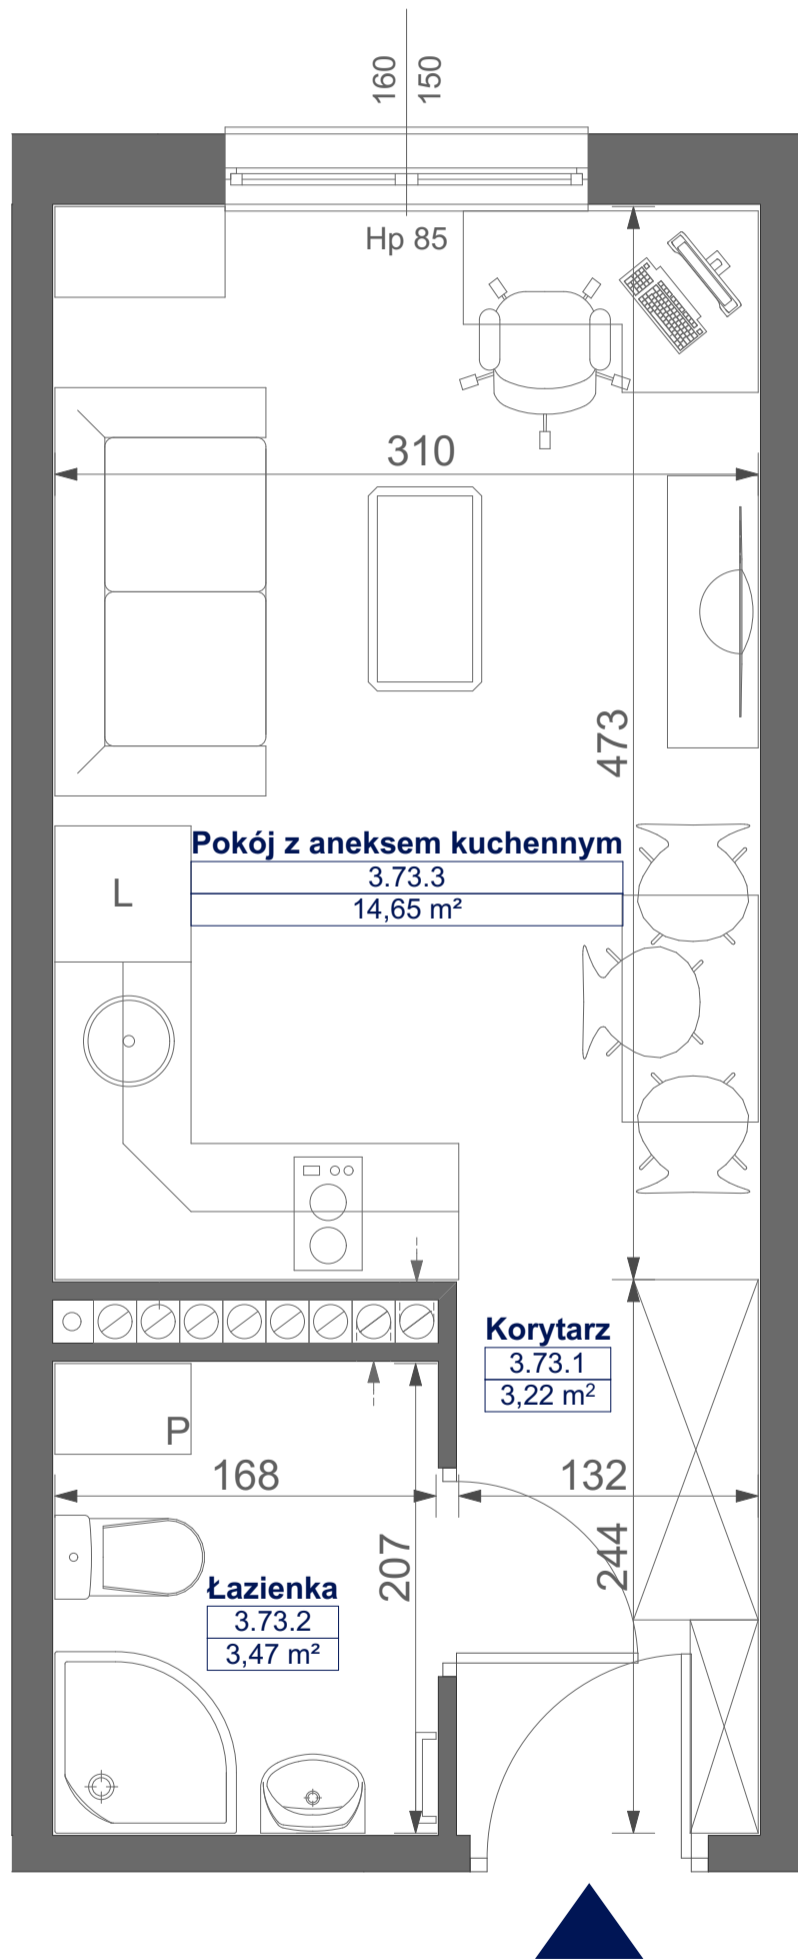 160
150
Hp 85
310
473
Pokój z aneksem kuchennym
3.73.3
14,65 m²
L
Korytarz
3.73.1
3,22 m²
P
168
132
207
244
Łazienka
3.73.2
3,47 m²